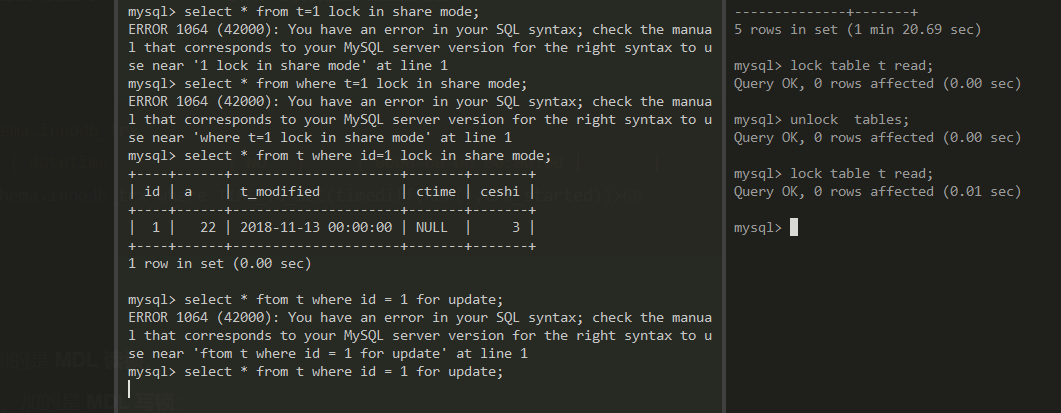 mysql> select * from t=1 lock in share mode;
ERROR 1064 (42000): You have an error in your SQL syntax; check the manua
l that corresponds to your MySQL server version for the right syntax to u
se near '1 lock in share mode' at line 1
mysql> select * from where t=1 lock in share mode;
ERROR 1064 (42000): You have an error in your SQL syntax; check the manua
l that corresponds to your MySQL server version for the right syntax to u
se near 'where t=1 lock in share mode' at line 1
mysql> select * from t where id=1 lock in share mode;
+----+------+---------------------+-------+-------+
| id | a    | t_modified          | ctime | ceshi |
+----+------+---------------------+-------+-------+
|  1 |   22 | 2018-11-13 00:00:00 | NULL  |     3 |
+----+------+---------------------+-------+-------+
1 row in set (0.00 sec)
mysql> select * ftom t where id = 1 for update;
ERROR 1064 (42000): You have an error in your SQL syntax; check the manua
l that corresponds to your MySQL server version for the right syntax to u
se near 'ftom t where id = 1 for update' at line 1
mysql> select * from t where id = 1 for update;
--------------+-------+
5 rows in set (1 min 20.69 sec)
mysql> lock table t read;
Query OK, 0 rows affected (0.00 sec)
mysql> unlock  tables;
Query OK, 0 rows affected (0.00 sec)
mysql> lock table t read;
Query OK, 0 rows affected (0.01 sec)
mysql>
MDL